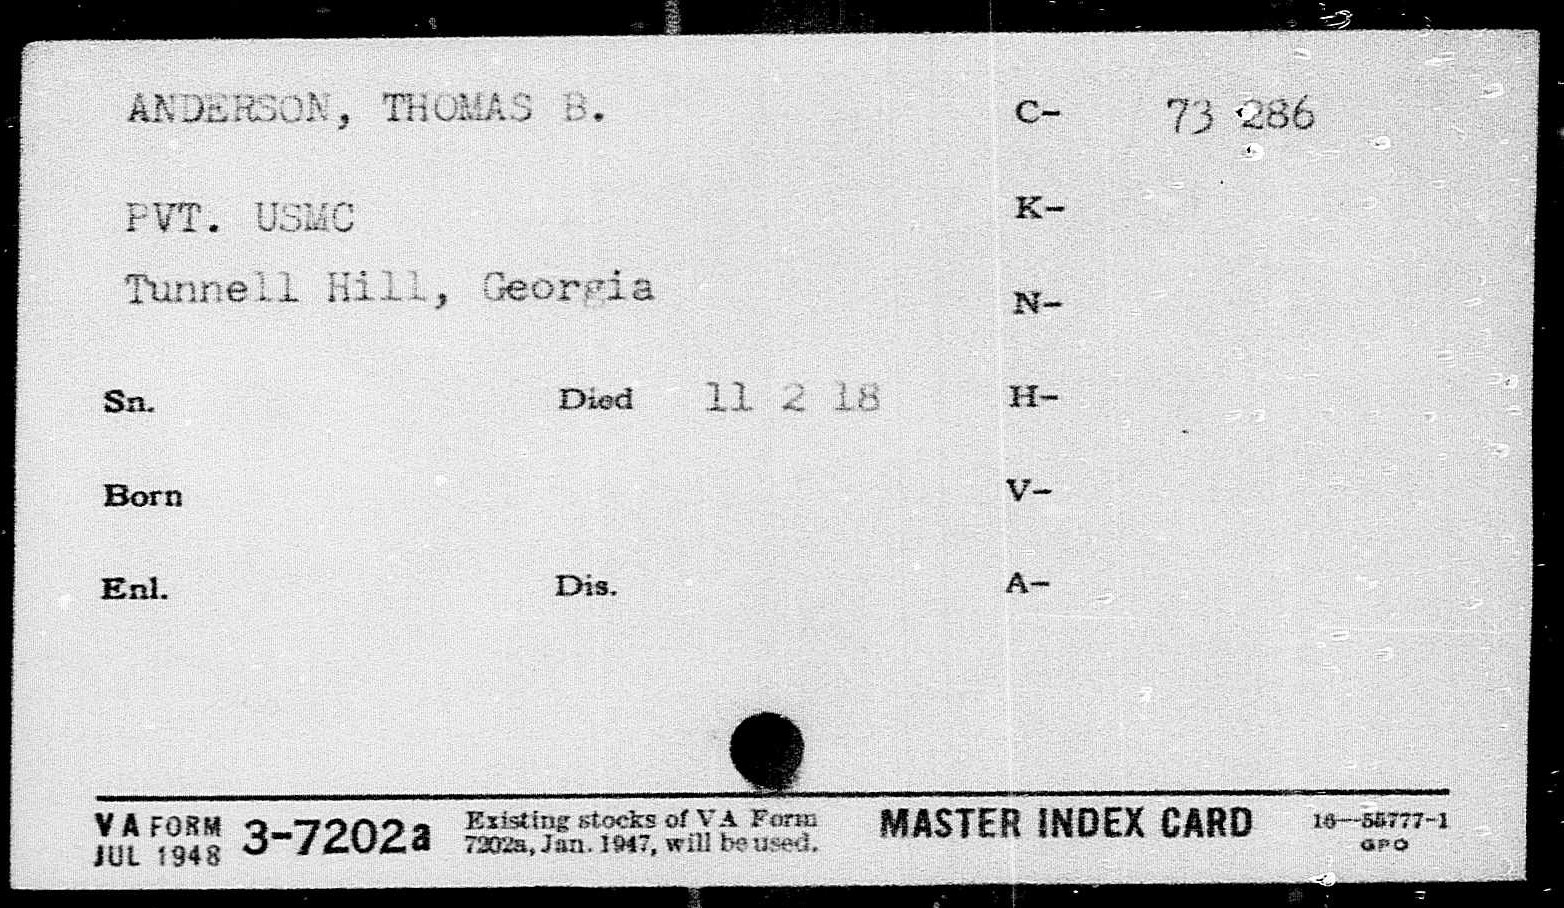 ANDERSON, THOMAS B. C- 73 286
PVT. USMC K-
Tunnell Hill, Georgia N-
Sn. Died 11 2 18 H-
Born V-
Enl. Dis. A-
VA FORM JUL 1948 3-7202a
Existing stocks of VA Form
7202a, Jan. 1947, will be used.
MASTER INDEX CARD
16—55777-1
GPO